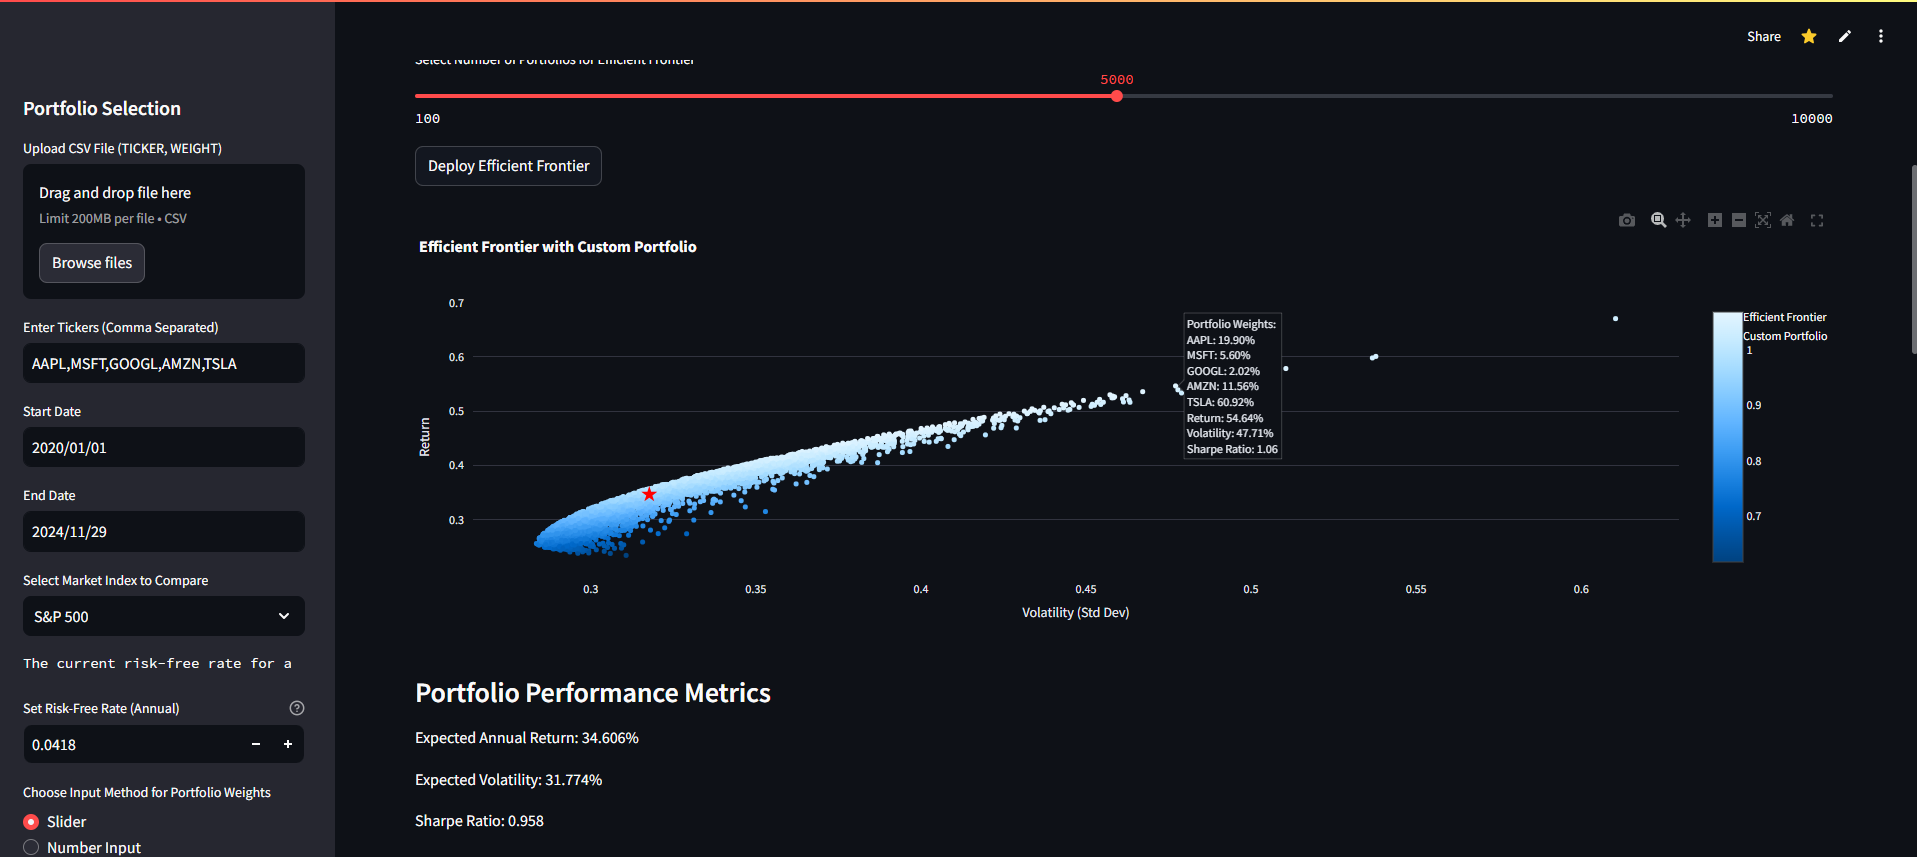 Share
Portfolio Selection
Upload CSV File (TICKER, WEIGHT)
Drag and drop file here
Limit 200MB per file • CSV
Browse files
Enter Tickers (Comma Separated)
AAPL,MSFT,GOOGL,AMZN,TSLA
Start Date
2020/01/01
End Date
2024/11/29
Select Market Index to Compare
S&P 500
The current risk-free rate for a
Set Risk-Free Rate (Annual)
0.0418
Choose Input Method for Portfolio Weights
Slider
Number Input
Select Number of Portfolios for Efficient Frontier
5000
100
10000
Deploy Efficient Frontier
Efficient Frontier with Custom Portfolio
0.7
0.6
0.5
0.4
0.3
Return
Portfolio Weights:
AAPL: 19.90%
MSFT: 5.60%
GOOGL: 2.02%
AMZN: 11.56%
TSLA: 60.92%
Return: 54.64%
Volatility: 47.71%
Sharpe Ratio: 1.06
Efficient Frontier
Custom Portfolio
1
0.9
0.8
0.7
0.3
0.35
0.4
0.45
0.5
0.55
0.6
Volatility (Std Dev)
Portfolio Performance Metrics
Expected Annual Return: 34.606%
Expected Volatility: 31.774%
Sharpe Ratio: 0.958